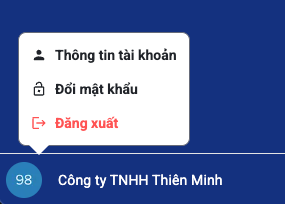 Thông tin tài khoản
Đổi mật khẩu
Đăng xuất
98 Công ty TNHH Thiên Minh